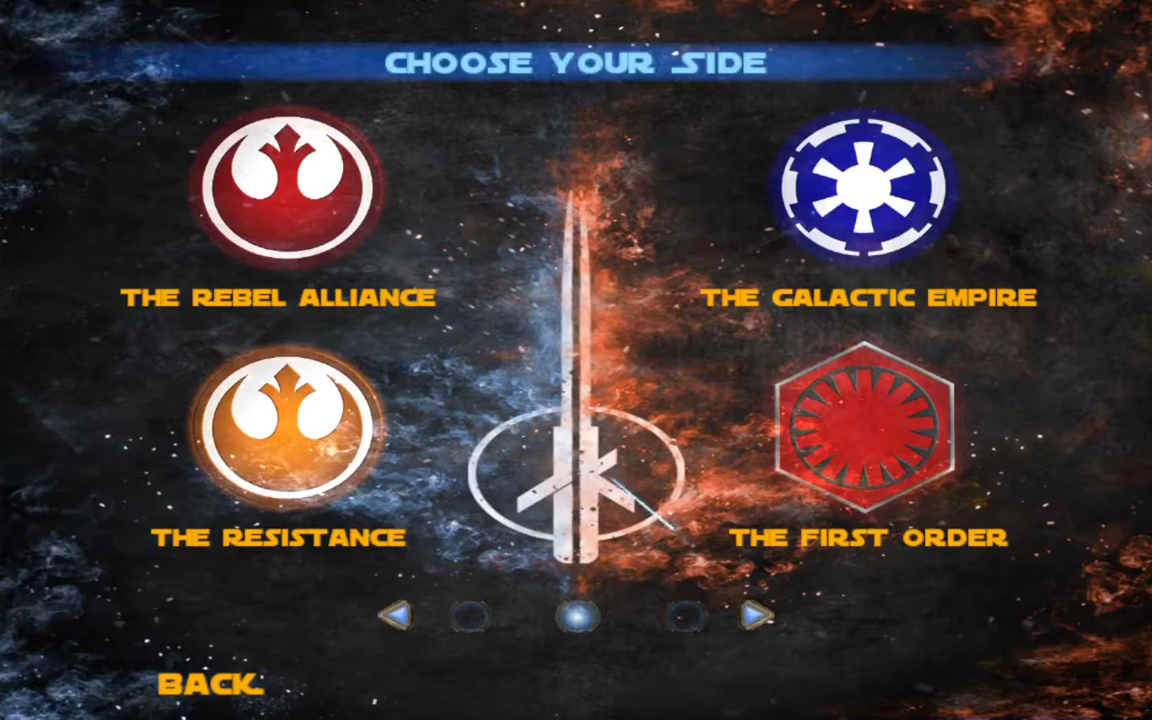 CHOOSE YOUR SIDE
THE REBEL ALLIANCE
THE GALACTIC EMPIRE
THE RESISTANCE
THE FIRST ORDER
BACK.